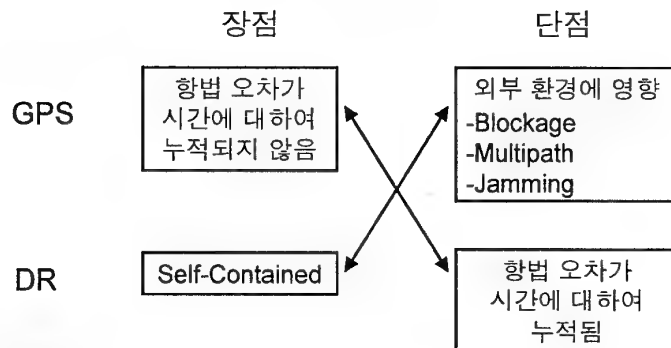 장점
단점
GPS
항법 오차가
시간에 대하여
누적되지 않음
외부 환경에 영향
-Blockage
-Multipath
-Jamming
DR
Self-Contained
항법 오차가
시간에 대하여
누적됨